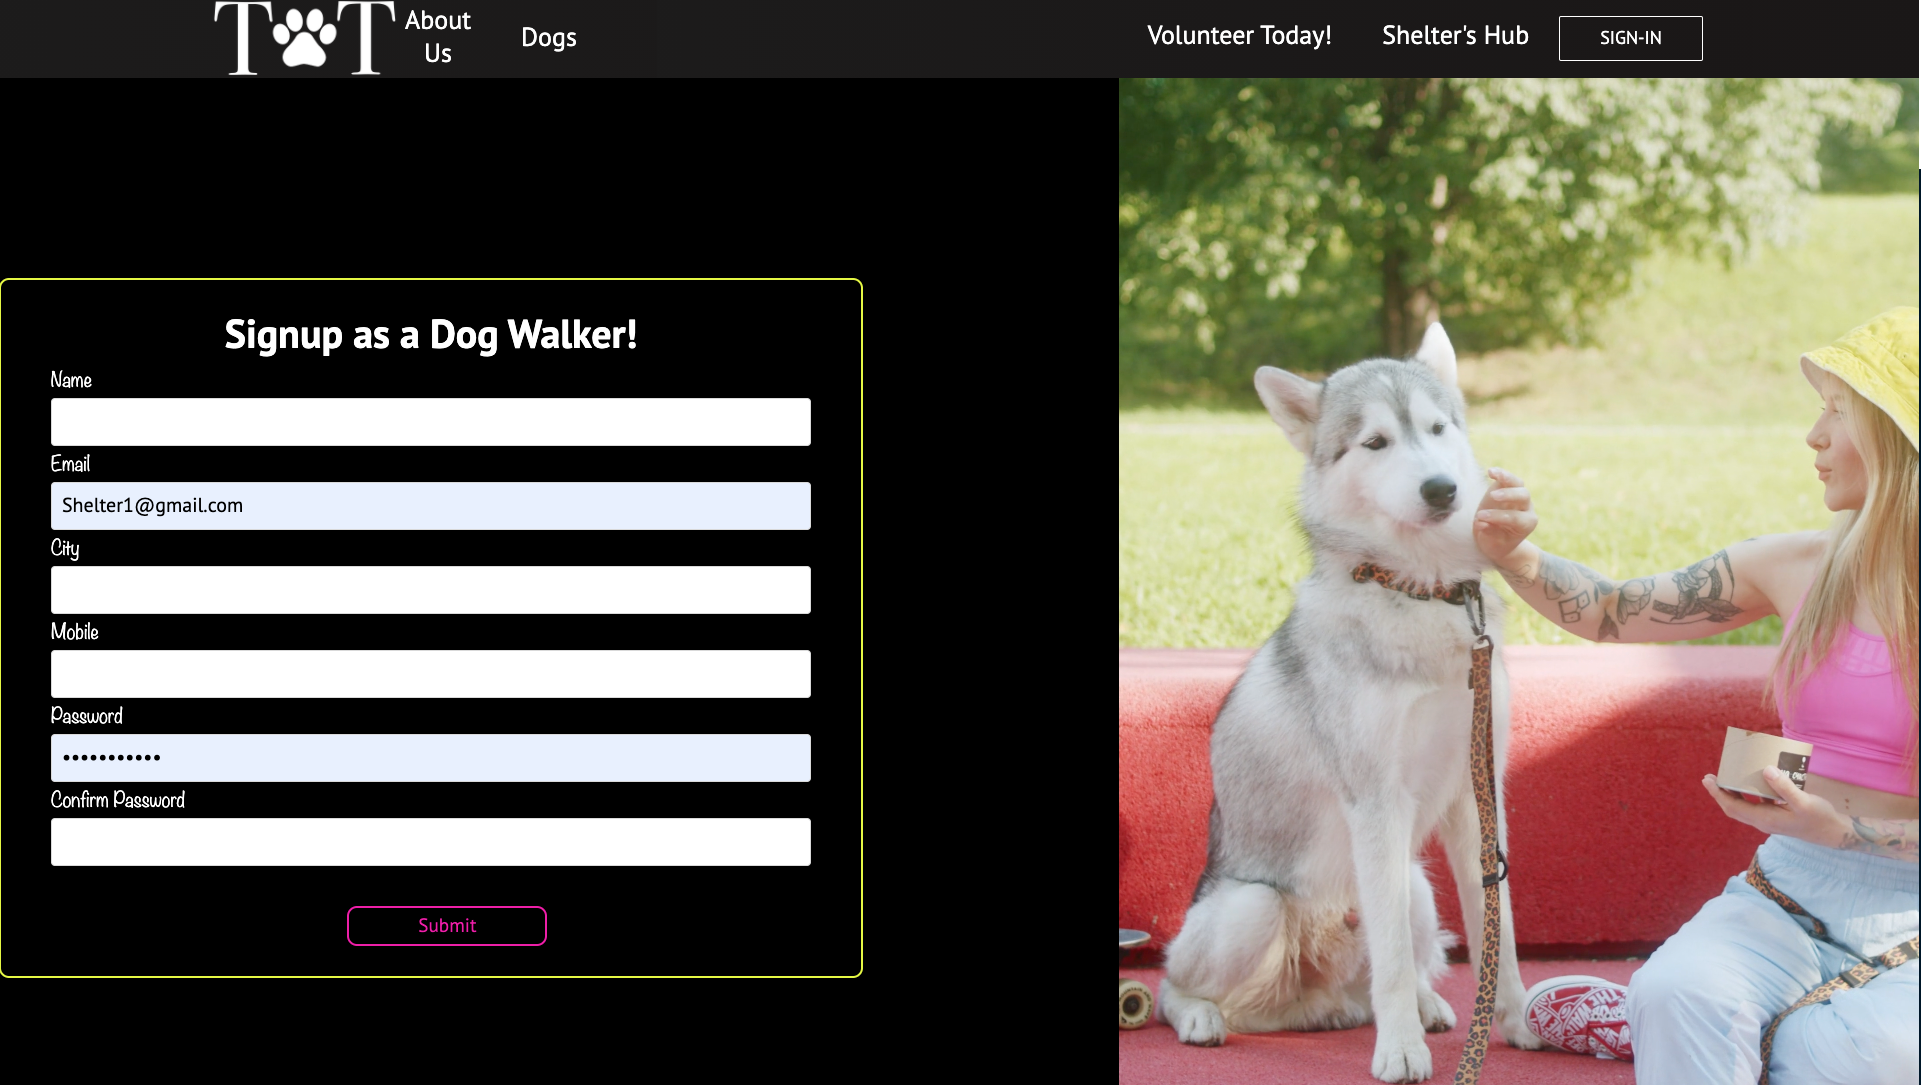 T T
About
Us
Dogs
Volunteer Today!
Shelter's Hub
SIGN-IN
Signup as a Dog Walker!
Name
Email
Shelter1@gmail.com
City
Mobile
Password
•••••••••••
Confirm Password
Submit